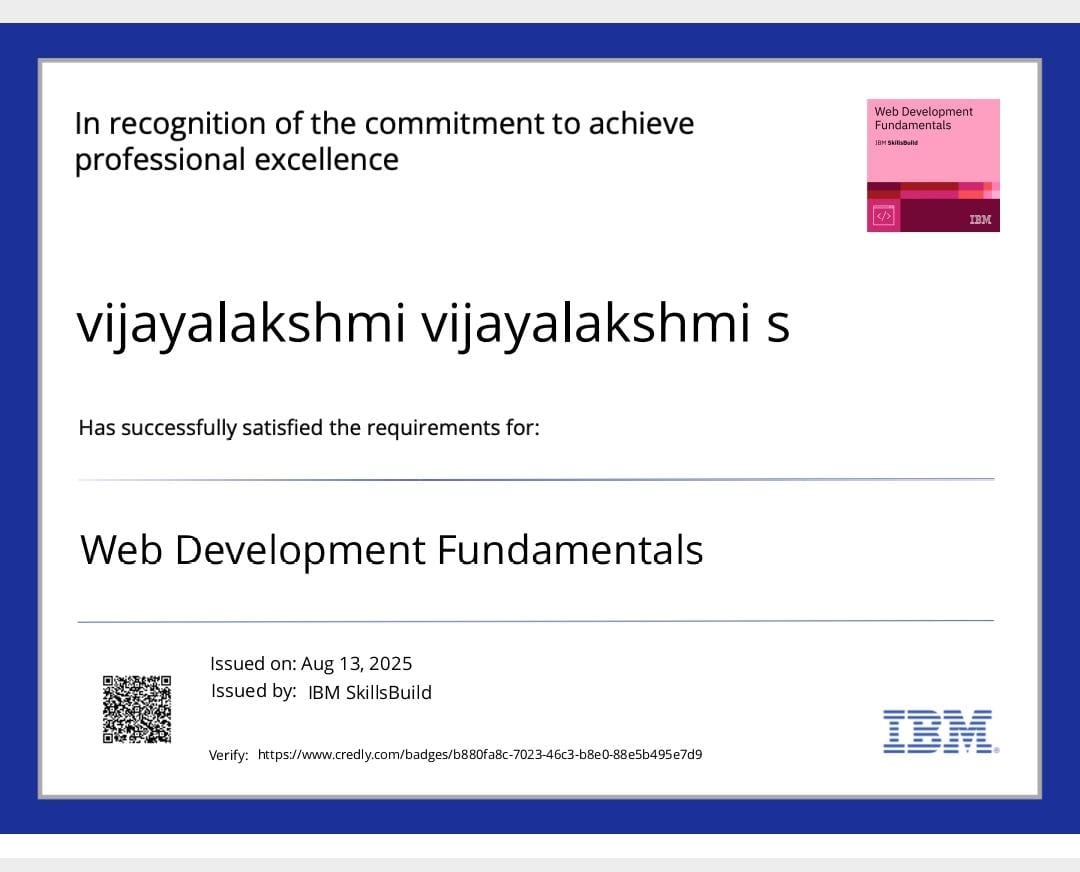 In recognition of the commitment to achieve
professional excellence
Web Development
Fundamentals
IBM SkillsBuild
</>
IBM
vijayalakshmi vijayalakshmi s
Has successfully satisfied the requirements for:
Web Development Fundamentals
Issued on: Aug 13, 2025
Issued by: IBM SkillsBuild
Verify: https://www.credly.com/badges/b880fa8c-7023-46c3-b8e0-88e5b495e7d9
IBM®